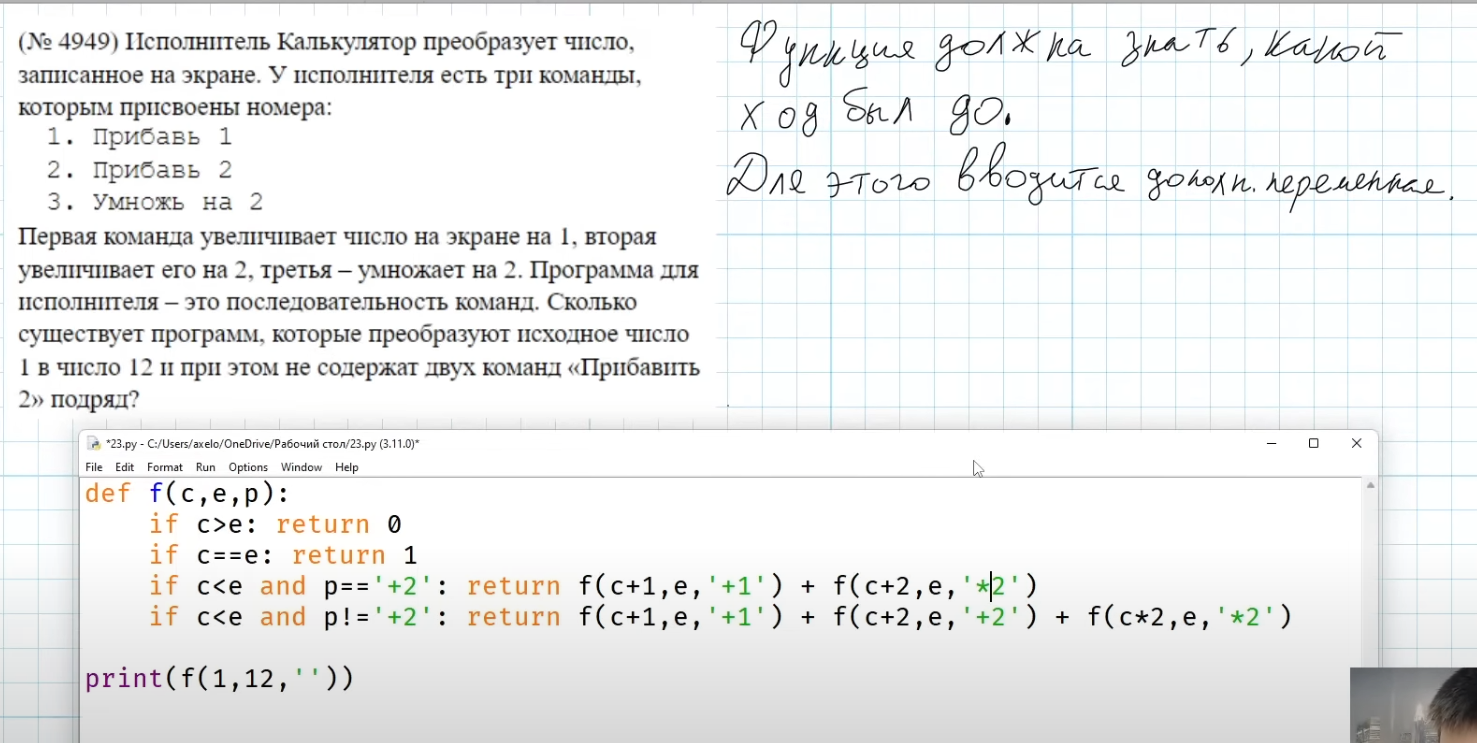 (№ 4949) Исполнитель Калькулятор преобразует число,
записанное на экране. У исполнителя есть три команды,
которым присвоены номера:
1. Прибавь 1
2. Прибавь 2
3. Умножь на 2
Первая команда увеличивает число на экране на 1, вторая
увеличивает его на 2, третья – умножает на 2. Программа для
исполнителя – это последовательность команд. Сколько
существует программ, которые преобразуют исходное число
1 в число 12 и при этом не содержат двух команд «Прибавить
2» подряд?
Функция должна знать, какой
ход был до.
Для этого вводится дополн. переменная.
*23.py - C:/Users/axelo/OneDrive/Рабочий стол/23.py (3.11.0)*
File Edit Format Run Options Window Help
def f(c,e,p):
if c>e: return 0
if c==e: return 1
if c<e and p=='+2': return f(c+1,e,'+1') + f(c+2,e,'*2')
if c<e and p!='+2': return f(c+1,e,'+1') + f(c+2,e,'+2') + f(c*2,e,'*2')
print(f(1,12,''))